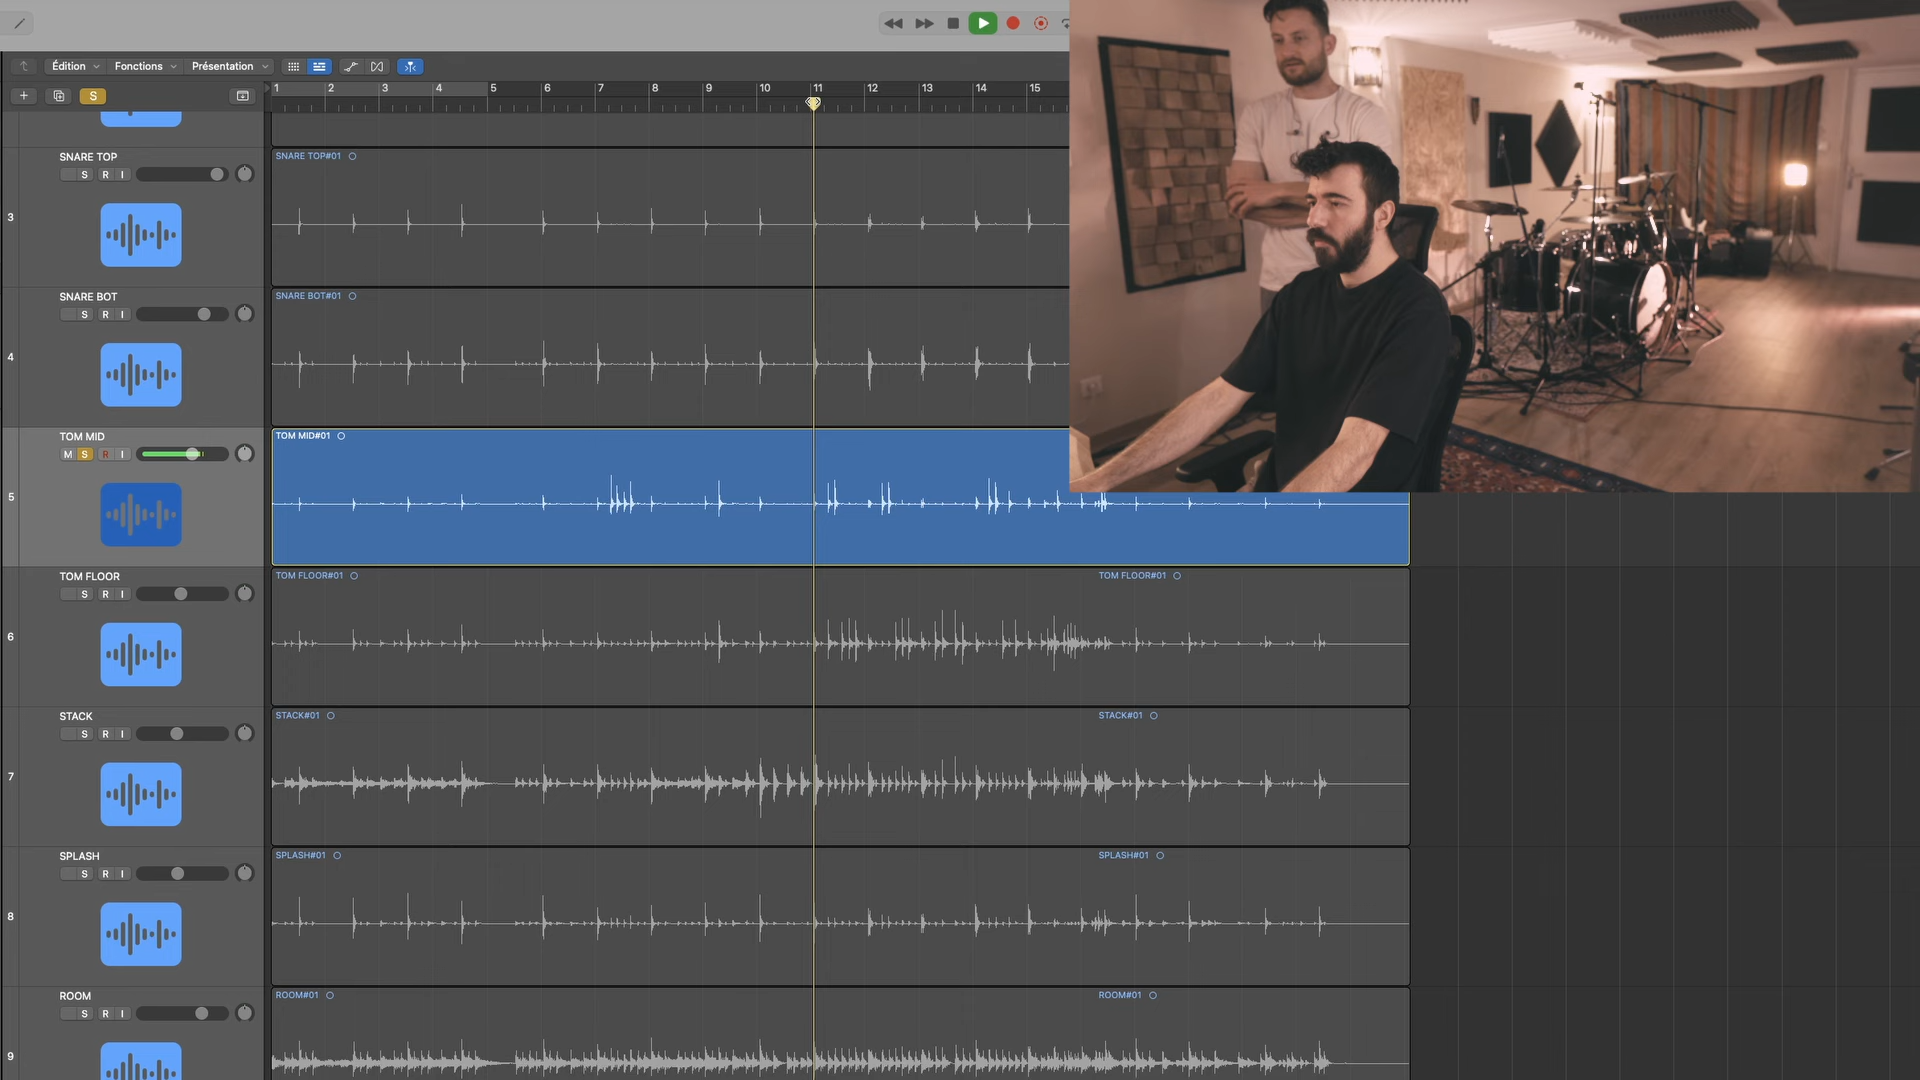 Édition Fonctions Présentation
S
1 2 3 4 5 6 7 8 9 10 11 12 13 14 15
3
SNARE TOP
S R I
SNARE TOP#01
4
SNARE BOT
S R I
SNARE BOT#01
5
TOM MID
M S R I
TOM MID#01
6
TOM FLOOR
S R I
TOM FLOOR#01
TOM FLOOR#01
7
STACK
S R I
STACK#01
STACK#01
8
SPLASH
S R I
SPLASH#01
SPLASH#01
9
ROOM
S R I
ROOM#01
ROOM#01